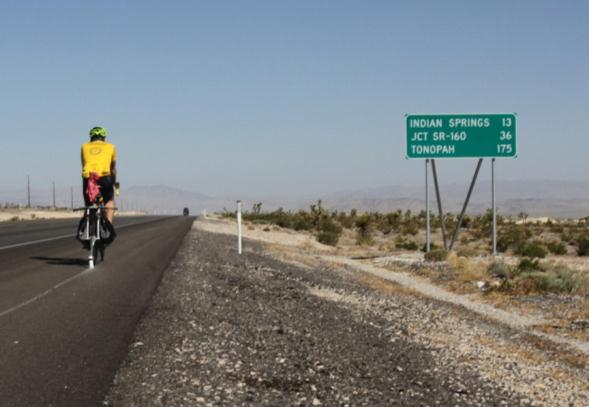 INDIAN SPRINGS 13
JCT SR-160 36
TONOPAH 175